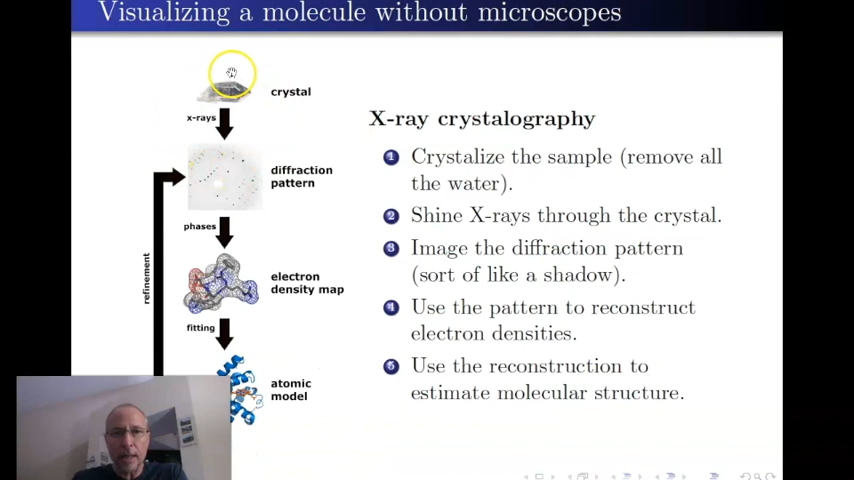 Visualizing a molecule without microscopes
crystal
x-rays
diffraction
pattern
phases
electron
density map
fitting
refinement
atomic
model
X-ray crystalography
1 Crystalize the sample (remove all
the water).
2 Shine X-rays through the crystal.
3 Image the diffraction pattern
(sort of like a shadow).
4 Use the pattern to reconstruct
electron densities.
5 Use the reconstruction to
estimate molecular structure.